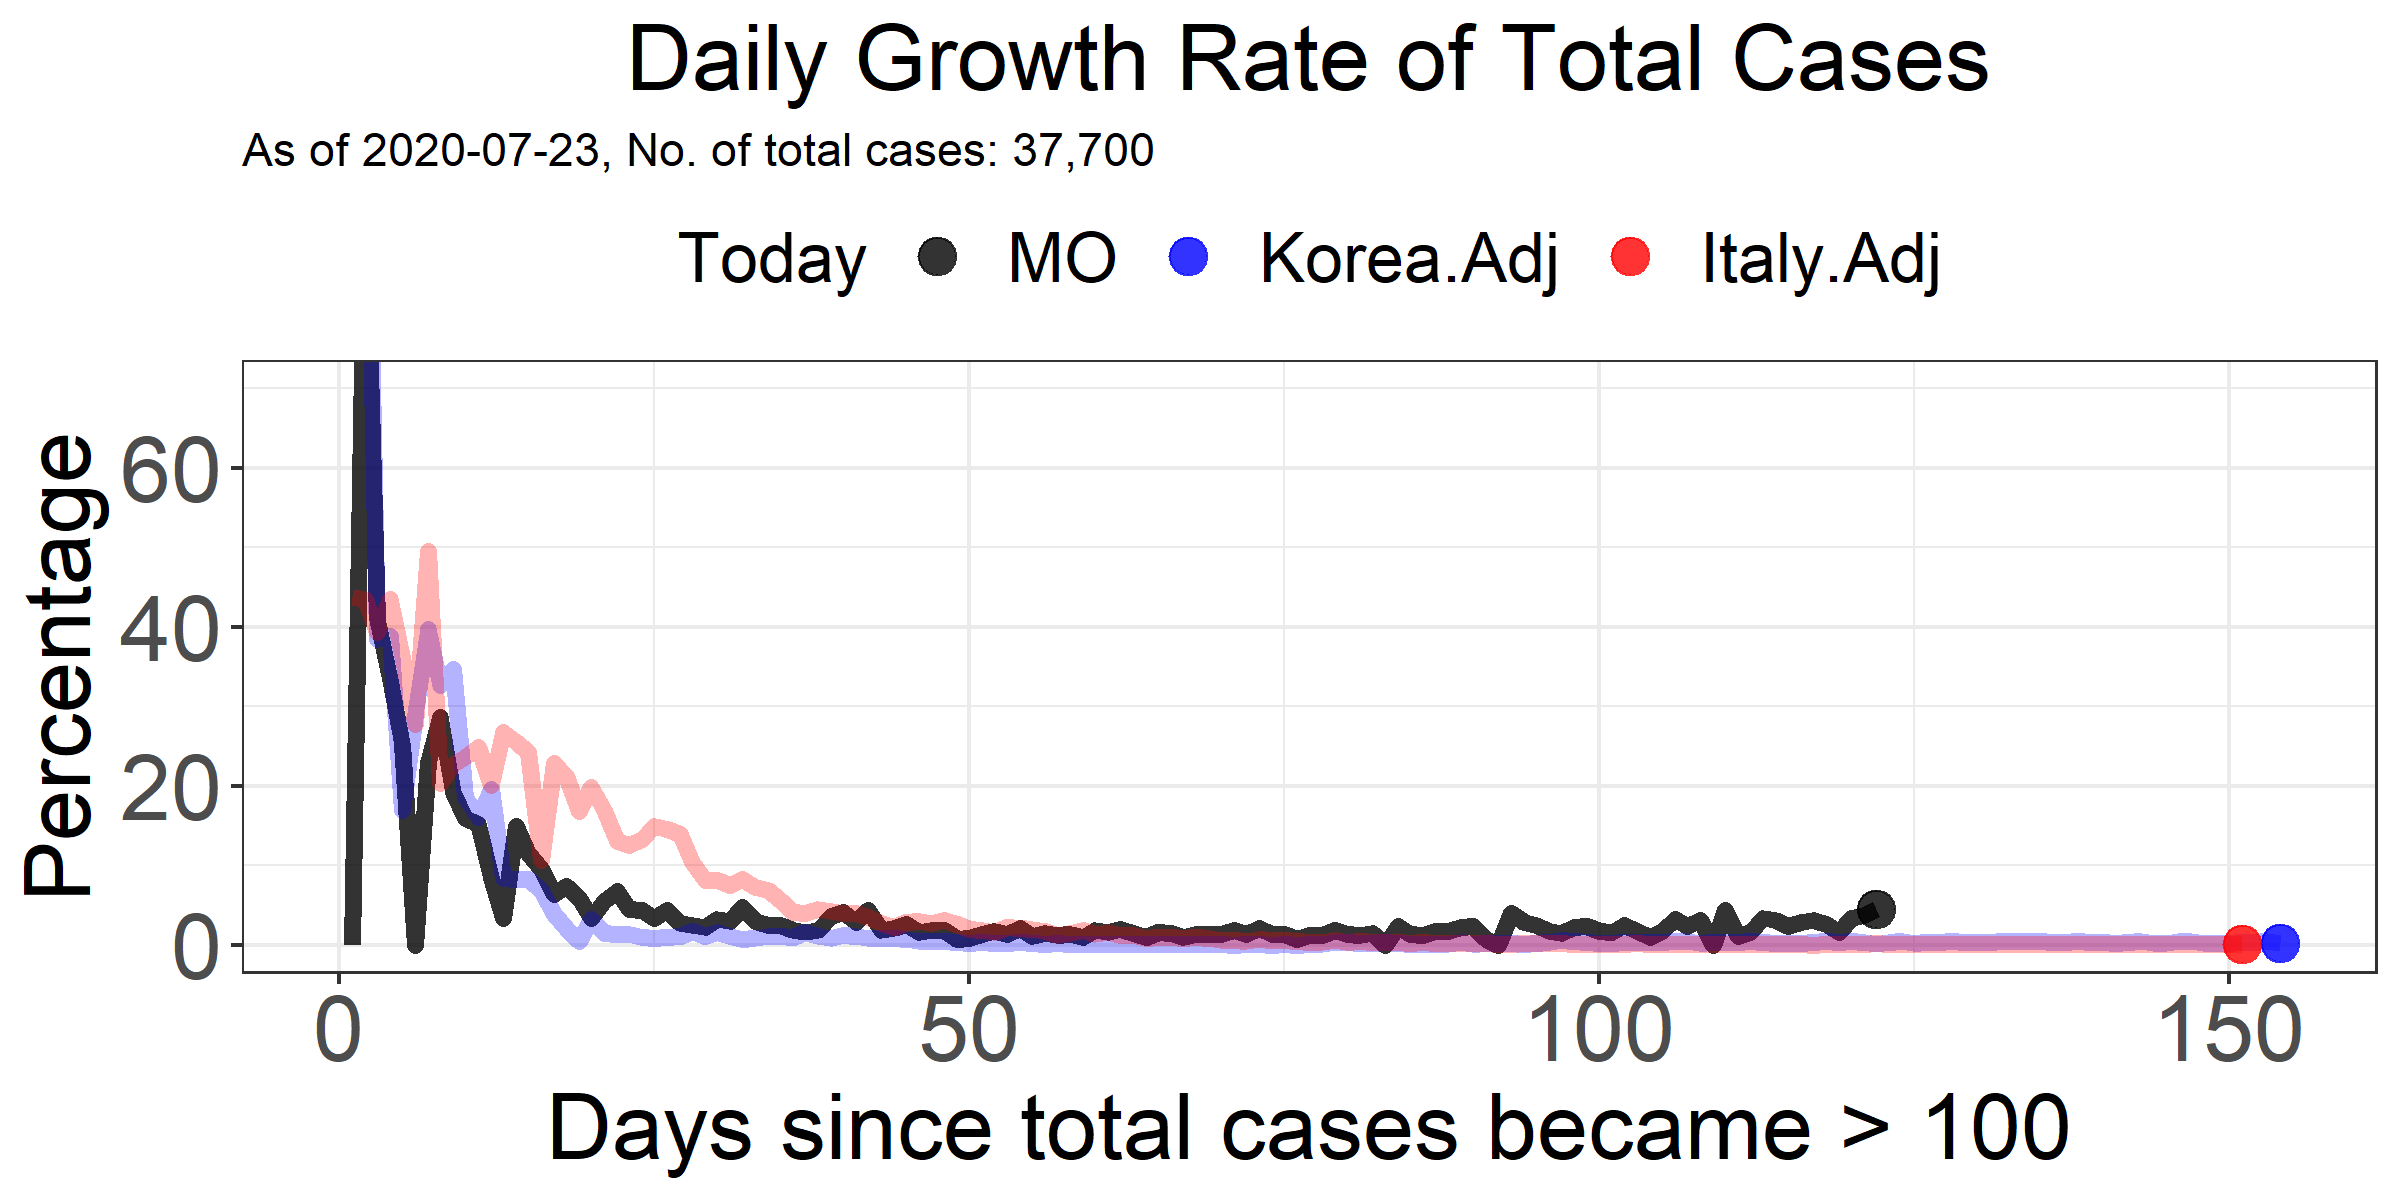 Daily Growth Rate of Total Cases
As of 2020-07-23, No. of total cases: 37,700
Today MO Korea.Adj Italy.Adj
Percentage
60
40
20
0
0 50 100 150
Days since total cases became > 100